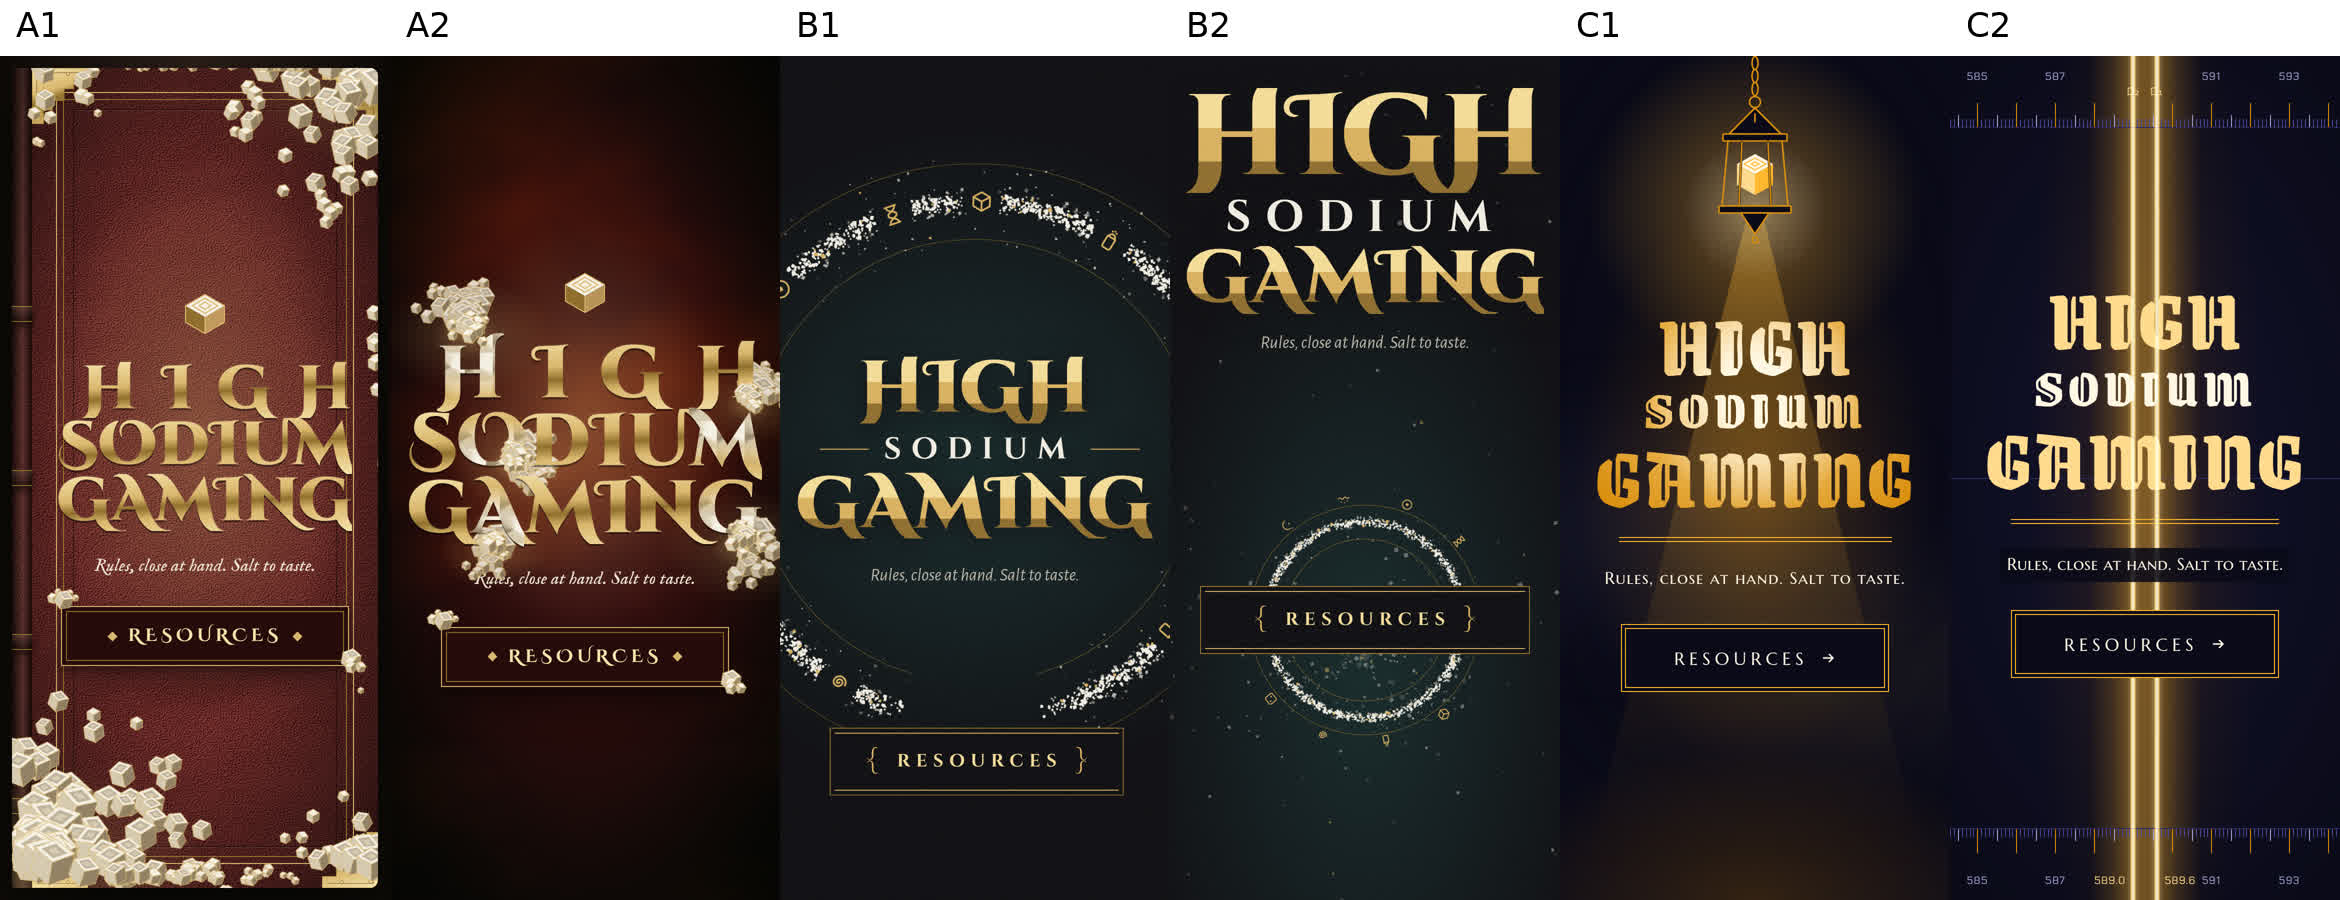 A1
A2
B1
B2
C1
C2
HIGH
SODIUM
GAMING
Rules, close at hand. Salt to taste.
RESOURCES
HIGH
SODIUM
GAMING
Rules, close at hand. Salt to taste.
RESOURCES
HIGH
SODIUM
GAMING
Rules, close at hand. Salt to taste.
{ RESOURCES }
HIGH
SODIUM
GAMING
Rules, close at hand. Salt to taste.
{ RESOURCES }
HIGH
SODIUM
GAMING
Rules, close at hand. Salt to taste.
RESOURCES →
585 587 591 593
D₂ D₁
HIGH
SODIUM
GAMING
Rules, close at hand. Salt to taste.
RESOURCES →
585 587 589.0 589.6 591 593